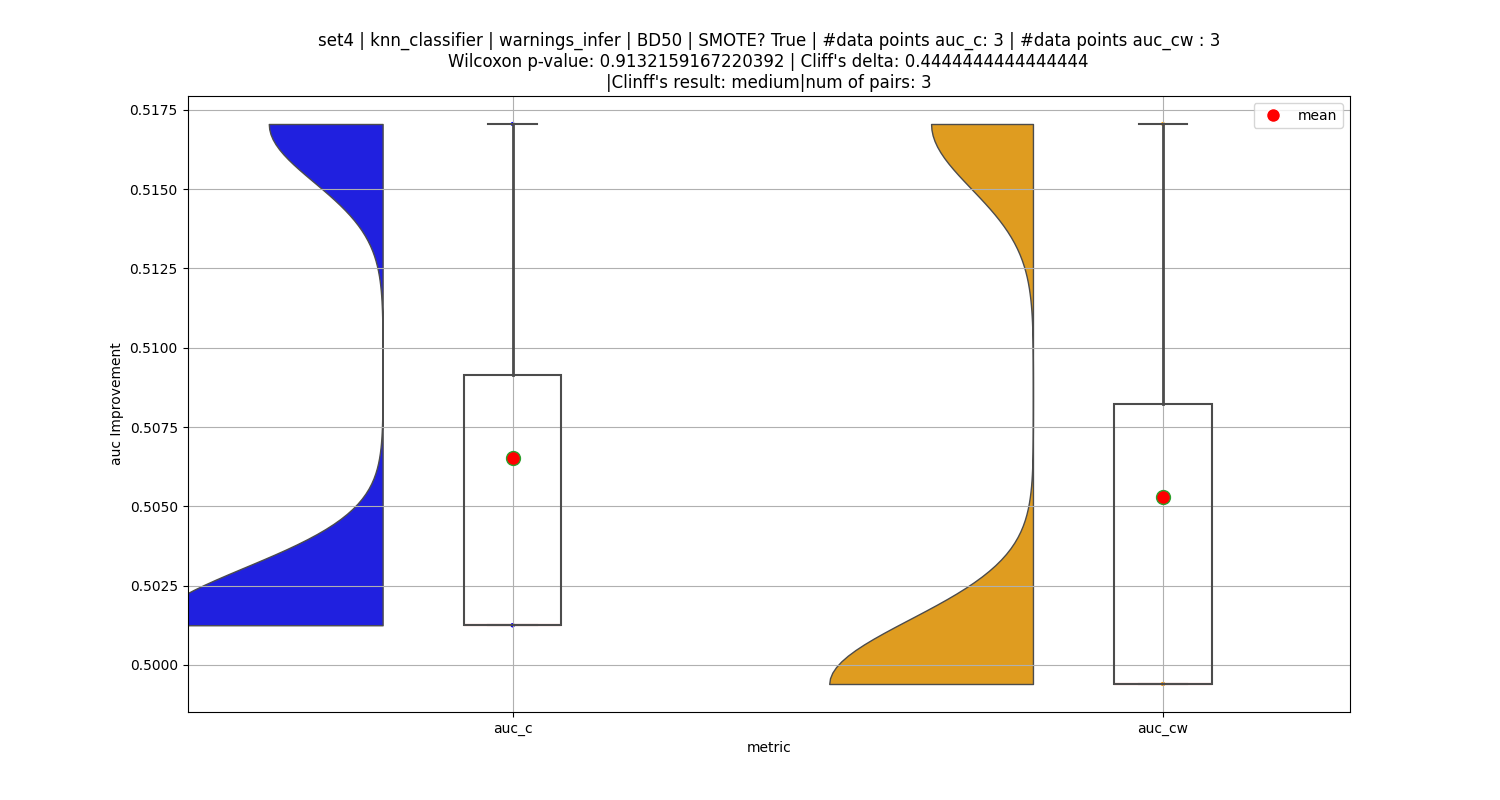 set4 | knn_classifier | warnings_infer | BD50 | SMOTE? True | #data points auc_c: 3 | #data points auc_cw : 3
Wilcoxon p-value: 0.9132159167220392 | Cliff's delta: 0.4444444444444444
|Clinff's result: medium|num of pairs: 3
mean
0.5175
0.5150
0.5125
0.5100
0.5075
0.5050
0.5025
0.5000
auc Improvement
auc_c
auc_cw
metric